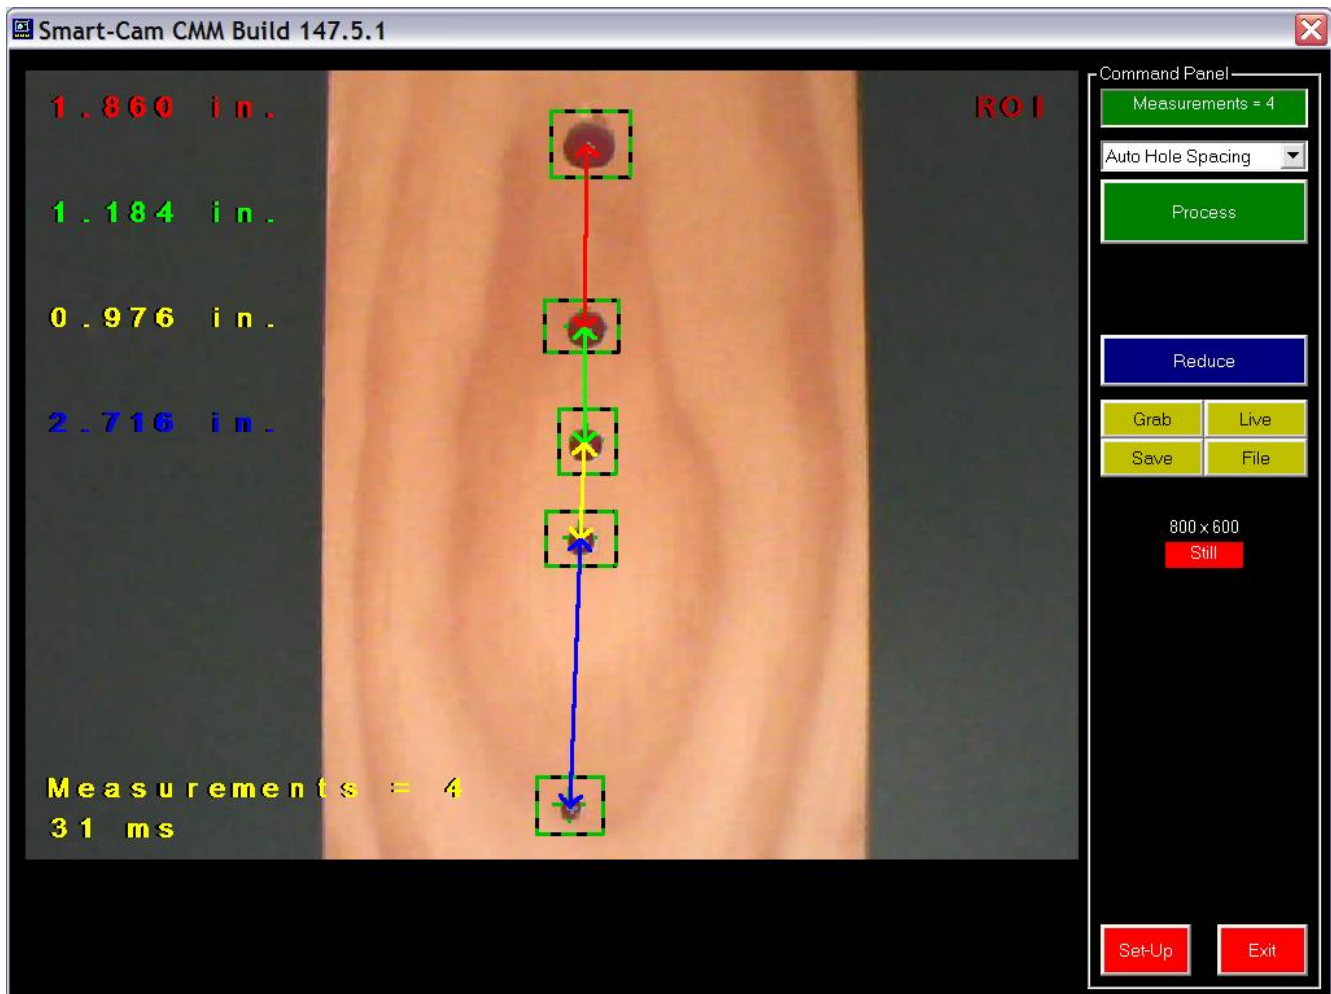 Smart-Cam CMM Build 147.5.1
1.860 in.
ROI
1.184 in.
0.976 in.
2.716 in.
Measurements = 4
31 ms
Command Panel
Measurements = 4
Auto Hole Spacing
Process
Reduce
Grab
Live
Save
File
800 x 600
Still
Set-Up
Exit